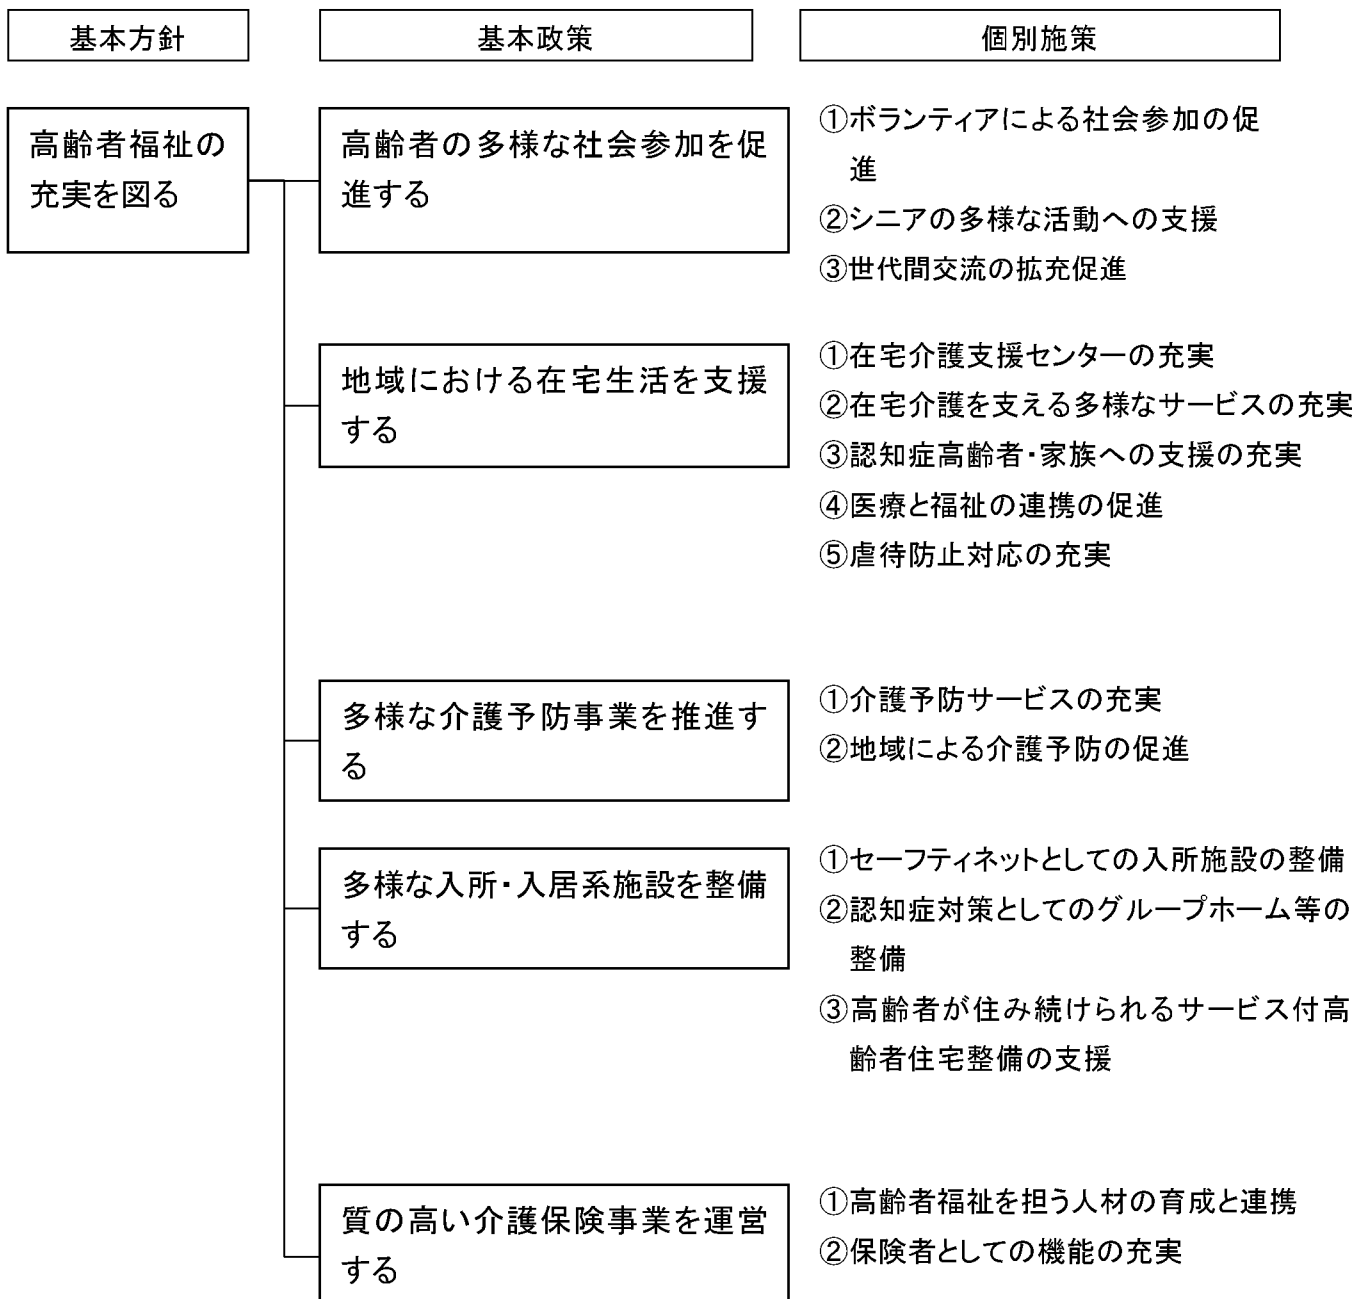 基本方針
基本政策
個別施策
高齢者福祉の
充実を図る
高齢者の多様な社会参加を促
進する
①ボランティアによる社会参加の促
進
②シニアの多様な活動への支援
③世代間交流の拡充促進
地域における在宅生活を支援
する
①在宅介護支援センターの充実
②在宅介護を支える多様なサービスの充実
③認知症高齢者・家族への支援の充実
④医療と福祉の連携の促進
⑤虐待防止対応の充実
多様な介護予防事業を推進す
る
①介護予防サービスの充実
②地域による介護予防の促進
多様な入所・入居系施設を整備
する
①セーフティネットとしての入所施設の整備
②認知症対策としてのグループホーム等の
整備
③高齢者が住み続けられるサービス付高
齢者住宅整備の支援
質の高い介護保険事業を運営
する
①高齢者福祉を担う人材の育成と連携
②保険者としての機能の充実